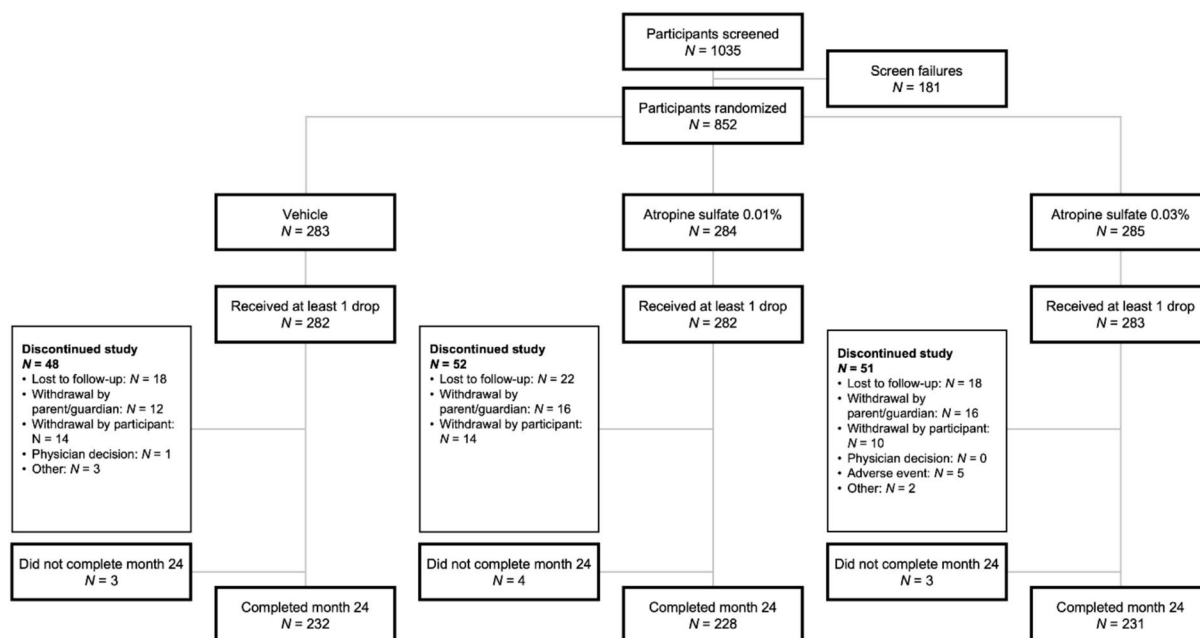 Participants screened
N = 1035
Screen failures
N = 181
Participants randomized
N = 852
Vehicle
N = 283
Atropine sulfate 0.01%
N = 284
Atropine sulfate 0.03%
N = 285
Received at least 1 drop
N = 282
Received at least 1 drop
N = 282
Received at least 1 drop
N = 283
Discontinued study
N = 48
• Lost to follow-up: N = 18
• Withdrawal by
parent/guardian: N = 12
• Withdrawal by participant:
N = 14
• Physician decision: N = 1
• Other: N = 3
Discontinued study
N = 52
• Lost to follow-up: N = 22
• Withdrawal by
parent/guardian: N = 16
• Withdrawal by participant:
N = 14
Discontinued study
N = 51
• Lost to follow-up: N = 18
• Withdrawal by
parent/guardian: N = 16
• Withdrawal by participant:
N = 10
• Physician decision: N = 0
• Adverse event: N = 5
• Other: N = 2
Did not complete month 24
N = 3
Did not complete month 24
N = 4
Did not complete month 24
N = 3
Completed month 24
N = 232
Completed month 24
N = 228
Completed month 24
N = 231